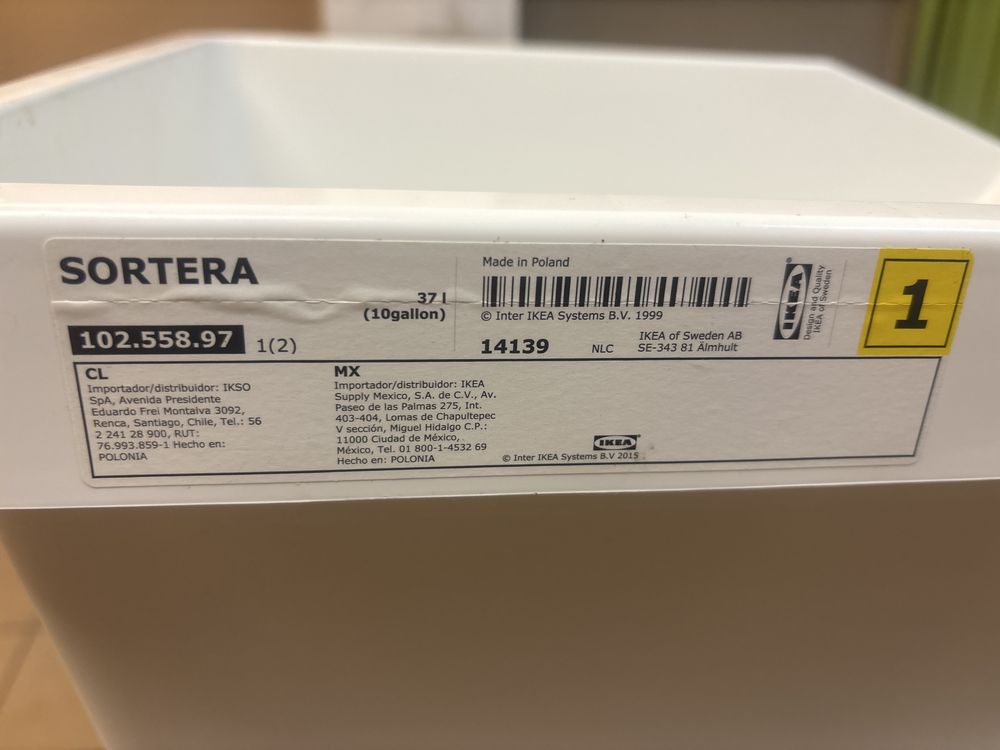 SORTERA
37 l
(10gallon)
102.558.97 1(2)
Made in Poland
© Inter IKEA Systems B.V. 1999
14139 NLC
IKEA of Sweden AB
SE-343 81 Älmhult
IKEA®
Design and Quality
IKEA of Sweden
1
CL
Importador/distribuidor: IKSO
SpA, Avenida Presidente
Eduardo Frei Montalva 3092,
Renca, Santiago, Chile, Tel.: 56
2 241 28 900, RUT:
76.993.859-1 Hecho en:
POLONIA
MX
Importador/distribuidor: IKEA
Supply Mexico, S.A. de C.V., Av.
Paseo de las Palmas 275, Int.
403-404, Lomas de Chapultepec
V sección, Miguel Hidalgo C.P.:
11000 Ciudad de México,
México, Tel. 01 800-1-4532 69
Hecho en: POLONIA
IKEA
© Inter IKEA Systems B.V 2015